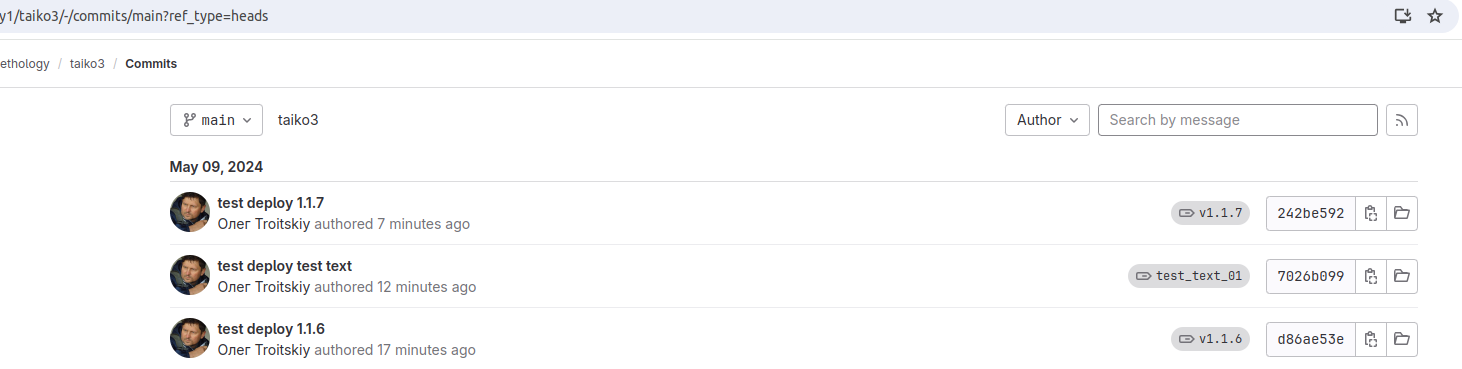 y1/taiko3/-/commits/main?ref_type=heads
ethology / taiko3 / Commits
main taiko3 Author Search by message
May 09, 2024
test deploy 1.1.7
Олег Troitskiy authored 7 minutes ago
v1.1.7 242be592
test deploy test text
Олег Troitskiy authored 12 minutes ago
test_text_01 7026b099
test deploy 1.1.6
Олег Troitskiy authored 17 minutes ago
v1.1.6 d86ae53e